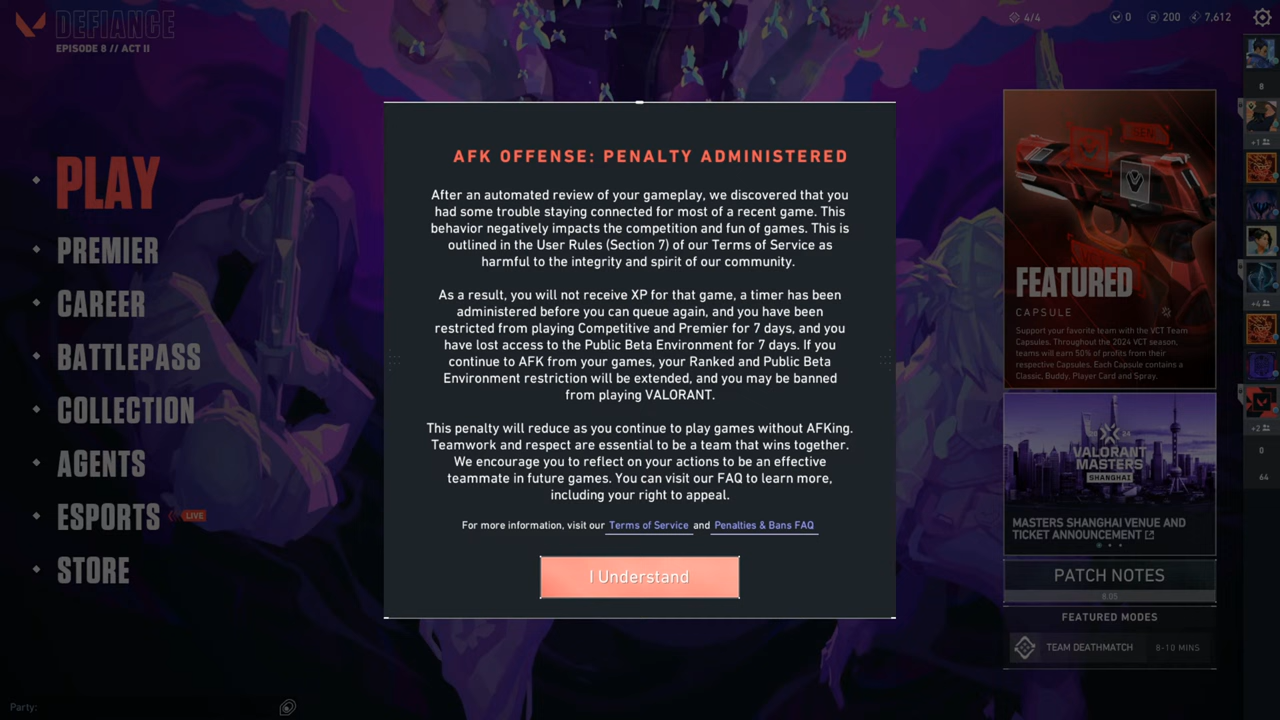 DEFIANCE
EPISODE 8 // ACT II
4/4
0
200
7,612
PLAY
PREMIER
CAREER
BATTLEPASS
COLLECTION
AGENTS
ESPORTS
LIVE
STORE
Party:
AFK OFFENSE: PENALTY ADMINISTERED
After an automated review of your gameplay, we discovered that you
had some trouble staying connected for most of a recent game. This
behavior negatively impacts the competition and fun of games. This is
outlined in the User Rules (Section 7) of our Terms of Service as
harmful to the integrity and spirit of our community.
As a result, you will not receive XP for that game, a timer has been
administered before you can queue again, and you have been
restricted from playing Competitive and Premier for 7 days, and you
have lost access to the Public Beta Environment for 7 days. If you
continue to AFK from your games, your Ranked and Public Beta
Environment restriction will be extended, and you may be banned
from playing VALORANT.
This penalty will reduce as you continue to play games without AFKing.
Teamwork and respect are essential to be a team that wins together.
We encourage you to reflect on your actions to be an effective
teammate in future games. You can visit our FAQ to learn more,
including your right to appeal.
For more information, visit our Terms of Service and Penalties & Bans FAQ
I Understand
SEN
FEATURED
CAPSULE
Support your favorite team with the VCT Team
Capsules. Throughout the 2024 VCT season,
teams will earn 50% of profits from their
respective Capsules. Each Capsule contains a
Classic, Buddy, Player Card and Spray.
VALORANT
MASTERS
SHANGHAI
MASTERS SHANGHAI VENUE AND
TICKET ANNOUNCEMENT
PATCH NOTES
8.05
FEATURED MODES
TEAM DEATHMATCH
8-10 MINS
8
+1
+4
+2
0
64